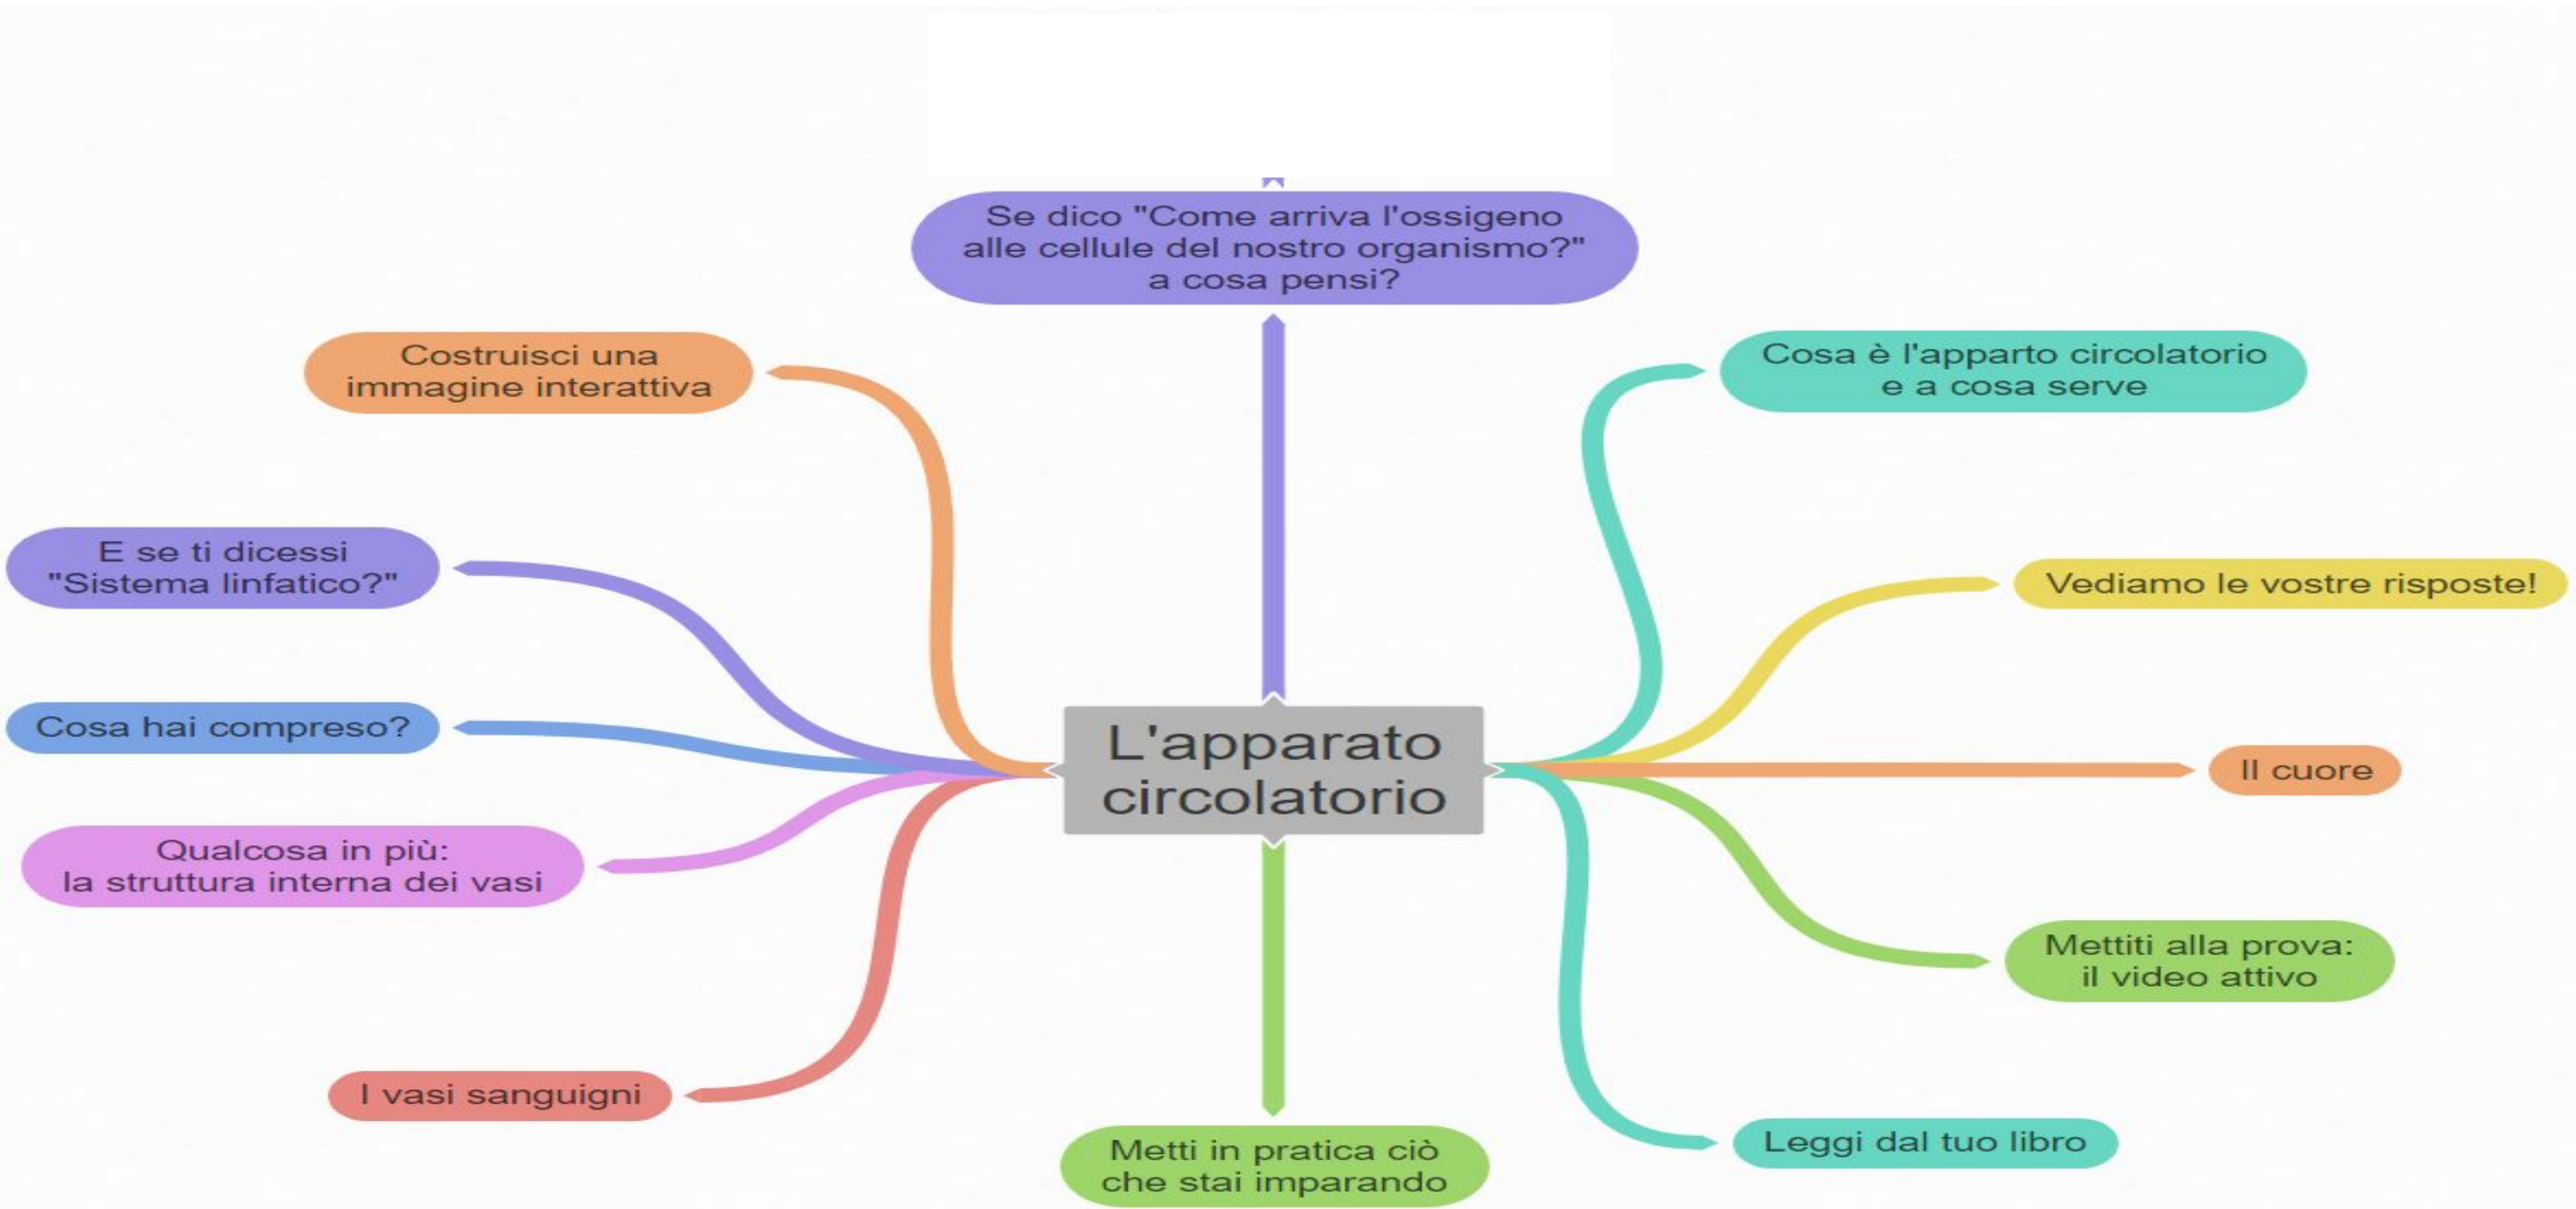 Se dico "Come arriva l'ossigeno
alle cellule del nostro organismo?"
a cosa pensi?
Cosa è l'apparto circolatorio
e a cosa serve
Vediamo le vostre risposte!
Il cuore
Mettiti alla prova:
il video attivo
Leggi dal tuo libro
Metti in pratica ciò
che stai imparando
I vasi sanguigni
Qualcosa in più:
la struttura interna dei vasi
Cosa hai compreso?
E se ti dicessi
"Sistema linfatico?"
Costruisci una
immagine interattiva
L'apparato
circolatorio